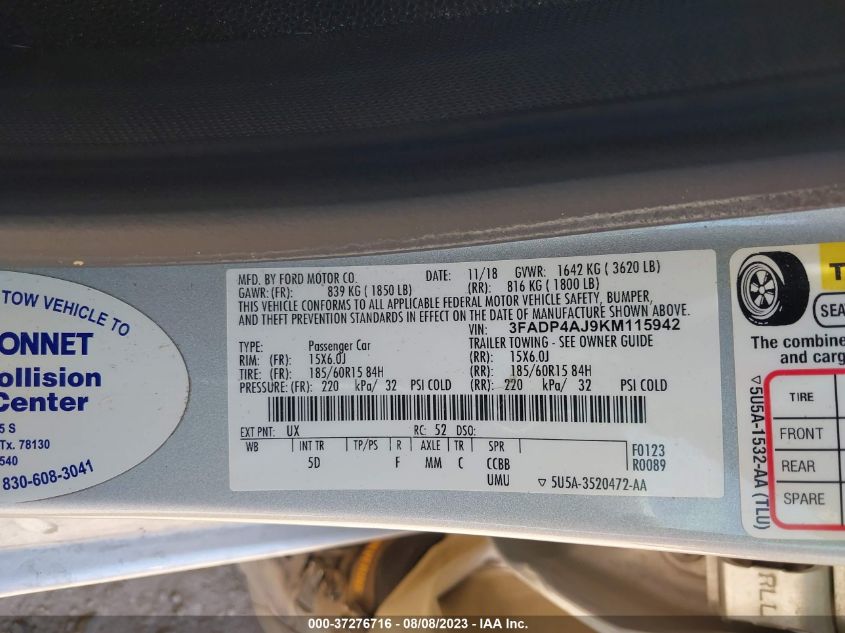 TOW VEHICLE TO
ONNET
ollision
Center
5 S
Tx. 78130
540
830-608-3041
MFD. BY FORD MOTOR CO. DATE: 11/18 GVWR: 1642 KG ( 3620 LB)
GAWR: (FR): 839 KG ( 1850 LB) (RR): 816 KG ( 1800 LB)
THIS VEHICLE CONFORMS TO ALL APPLICABLE FEDERAL MOTOR VEHICLE SAFETY, BUMPER,
AND THEFT PREVENTION STANDARDS IN EFFECT ON THE DATE OF MANUFACTURE SHOWN ABOVE.
VIN: 3FADP4AJ9KM115942
TYPE: Passenger Car TRAILER TOWING - SEE OWNER GUIDE
RIM: (FR): 15X6.0J (RR): 15X6.0J
TIRE: (FR): 185/60R15 84H (RR): 185/60R15 84H
PRESSURE: (FR): 220 kPa/ 32 PSI COLD (RR): 220 kPa/ 32 PSI COLD
EXT PNT: UX RC: 52 DSO:
WB INT TR TP/PS R AXLE TR SPR F0123
5D F MM C CCBB R0089
UMU ▽ 5U5A-3520472-AA
T
SEA
The combine
and carg
TIRE
FRONT
REAR
SPARE
▽5U5A-1532-AA (TLU)
RLL
000-37276716 - 08/08/2023 - IAA Inc.